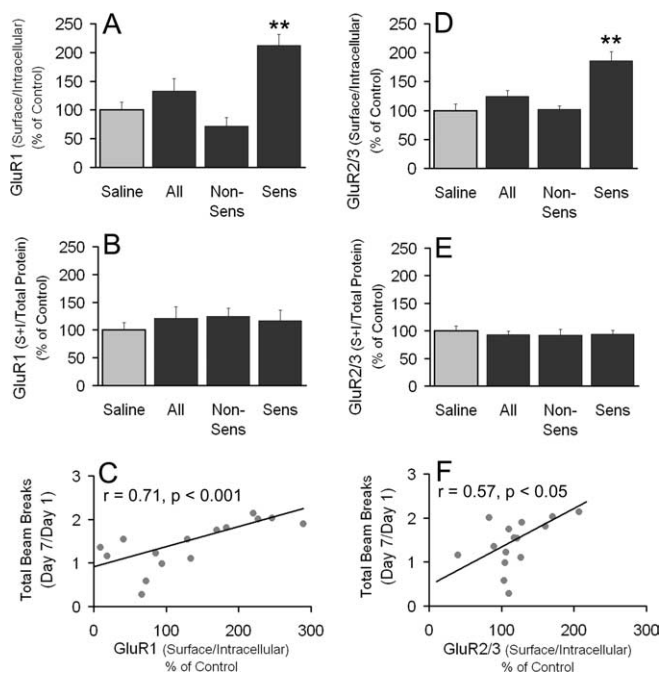 A
GluR1 (Surface/Intracellular)
(% of Control)
250
200
150
100
50
0
**
Saline All Non- Sens
Sens
D
GluR2/3 (Surface/Intracellular)
(% of Control)
250
200
150
100
50
0
**
Saline All Non- Sens
Sens
B
GluR1 (S+I/Total Protein)
(% of Control)
250
200
150
100
50
0
Saline All Non- Sens
Sens
E
GluR2/3 (S+I/Total Protein)
(% of Control)
250
200
150
100
50
0
Saline All Non- Sens
Sens
C
r = 0.71, p < 0.001
Total Beam Breaks
(Day 7/Day 1)
3
2
1
0
0 100 200 300
GluR1 (Surface/Intracellular)
% of Control
F
r = 0.57, p < 0.05
Total Beam Breaks
(Day 7/Day 1)
3
2
1
0
0 100 200 300
GluR2/3 (Surface/Intracellular)
% of Control